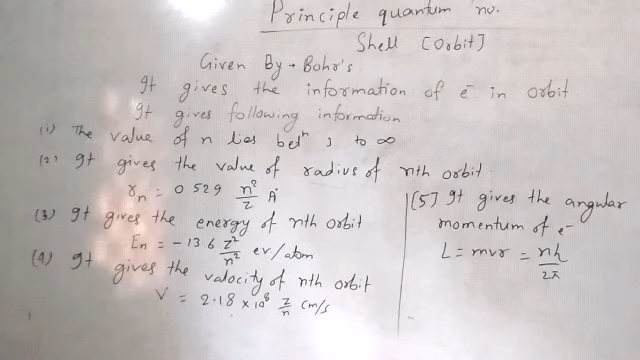 Principle quantum no.
Shell [Orbit]
Given By → Bohr's
It gives the information of e⁻ in orbit
It gives following information
(1) The value of n lies betⁿ 1 to ∞
(2) It gives the value of radius of nth orbit
rₙ = 0 529 n²/Z A°
(3) It gives the energy of nth orbit
Eₙ = -13 6 Z²/n² ev/atom
(4) It gives the valocity of nth orbit
V = 2.18 × 10⁸ Z/n cm/s
[5] It gives the angular
momentum of e⁻
L = mvr = nh/2π